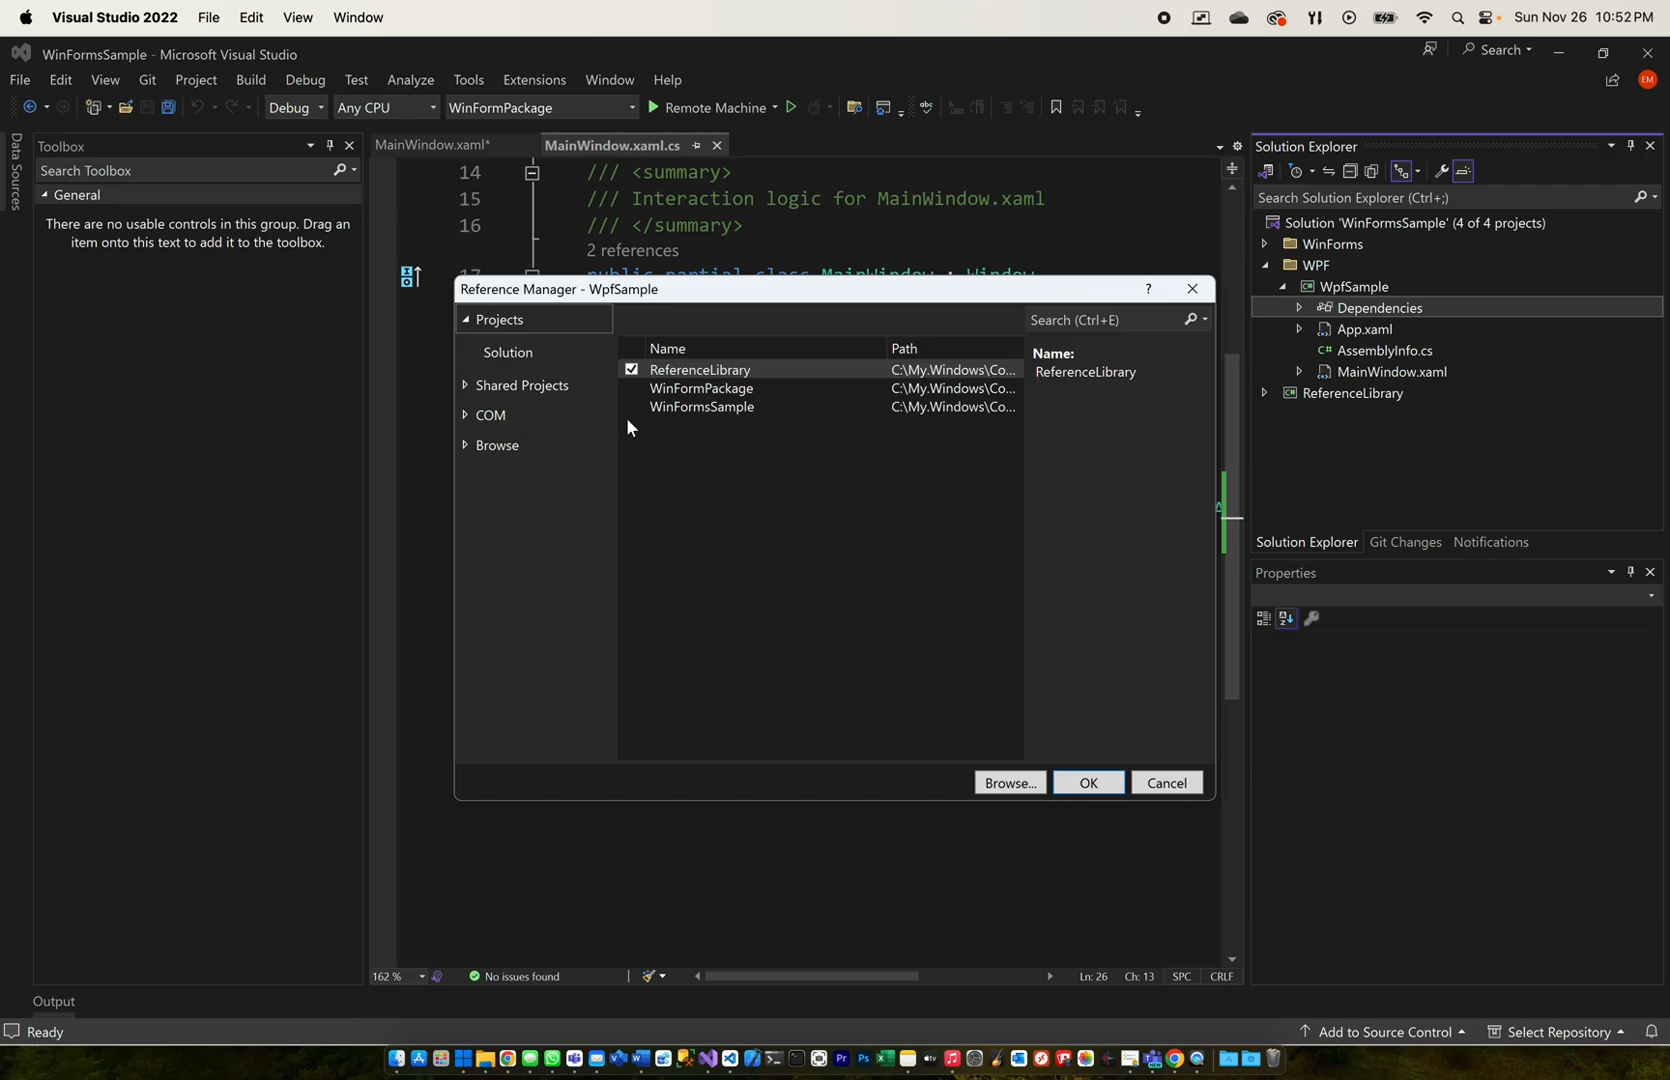 Visual Studio 2022 File Edit View Window Sun Nov 26 10:52 PM
WinFormsSample - Microsoft Visual Studio Search
File Edit View Project Git Build Debug Test Analyze Tools Extensions Window Help EM
Debug Any CPU WinFormPackage Remote Machine
Data Sources
Toolbox
Search Toolbox
General
There are no usable controls in this group. Drag an
item onto this text to add it to the toolbox.
MainWindow.xaml* MainWindow.xaml.cs
14 /// <summary>
15 /// Interaction logic for MainWindow.xaml
16 /// </summary>
2 references
17 public partial class MainWindow : Window
Reference Manager - WpfSample ?
Projects
Solution
Shared Projects
COM
Browse
Search (Ctrl+E)
Name Path
ReferenceLibrary C:\My.Windows\Co...
WinFormPackage C:\My.Windows\Co...
WinFormsSample C:\My.Windows\Co...
Name:
ReferenceLibrary
Browse... OK Cancel
162 % No issues found Ln: 26 Ch: 13 SPC CRLF
Solution Explorer
Search Solution Explorer (Ctrl+;)
Solution 'WinFormsSample' (4 of 4 projects)
WinForms
WPF
WpfSample
Dependencies
App.xaml
AssemblyInfo.cs
MainWindow.xaml
ReferenceLibrary
Solution Explorer Git Changes Notifications
Properties
Output
Ready Add to Source Control Select Repository